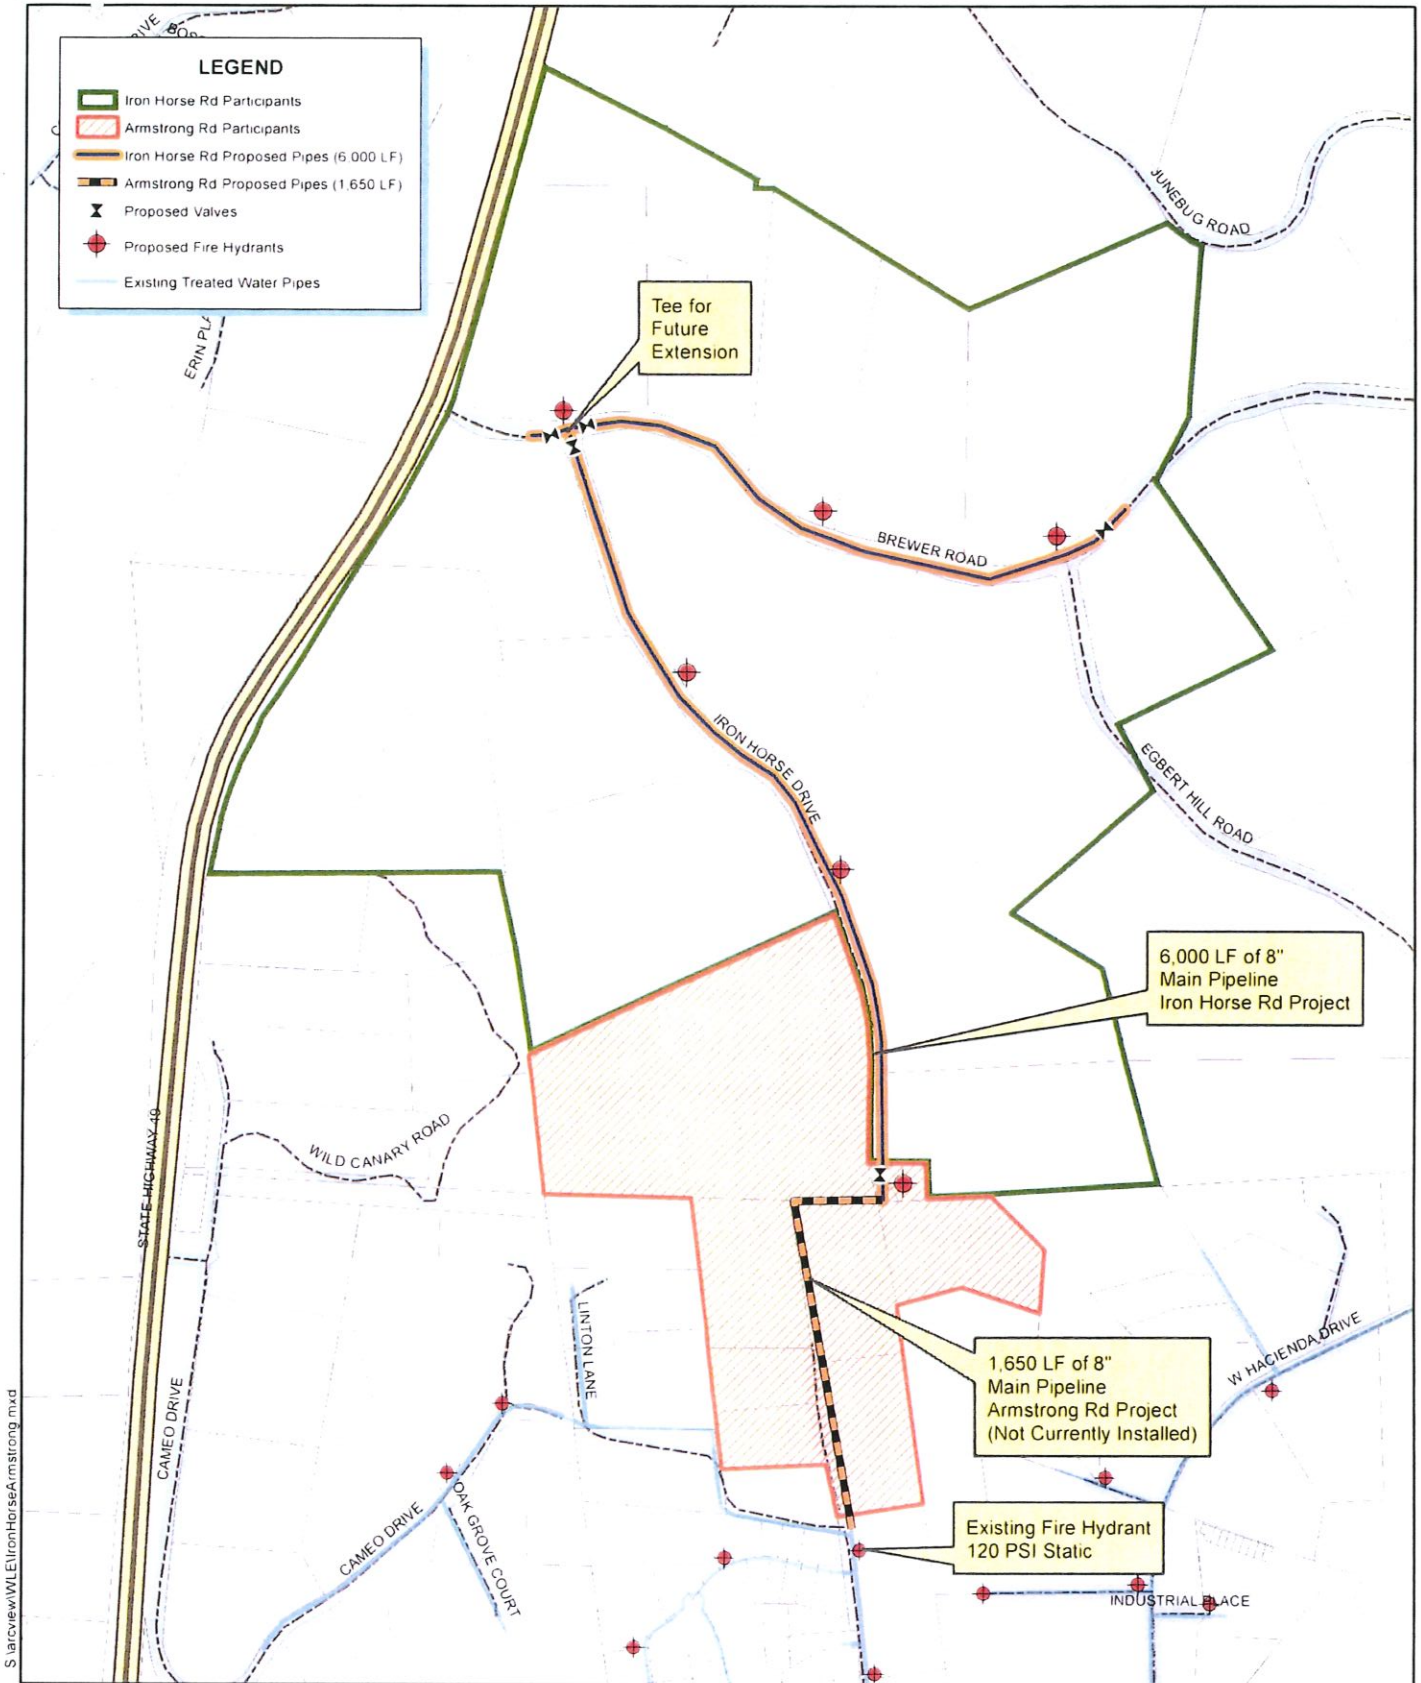 RIVE
LEGEND
Iron Horse Rd Participants
Armstrong Rd Participants
Iron Horse Rd Proposed Pipes (6,000 LF)
Armstrong Rd Proposed Pipes (1,650 LF)
Proposed Valves
Proposed Fire Hydrants
Existing Treated Water Pipes
JUNEBUG ROAD
ERIN PLA
Tee for
Future
Extension
BREWER ROAD
IRON HORSE DRIVE
EGBERT HILL ROAD
6,000 LF of 8"
Main Pipeline
Iron Horse Rd Project
STATE HIGHWAY 49
WILD CANARY ROAD
LINTON LANE
W HACIENDA DRIVE
1,650 LF of 8"
Main Pipeline
Armstrong Rd Project
(Not Currently Installed)
CAMEO DRIVE
CAMEO DRIVE
OAK GROVE COURT
Existing Fire Hydrant
120 PSI Static
INDUSTRIAL PLACE
S:\arcview\WLE\IronHorseArmstrong.mxd